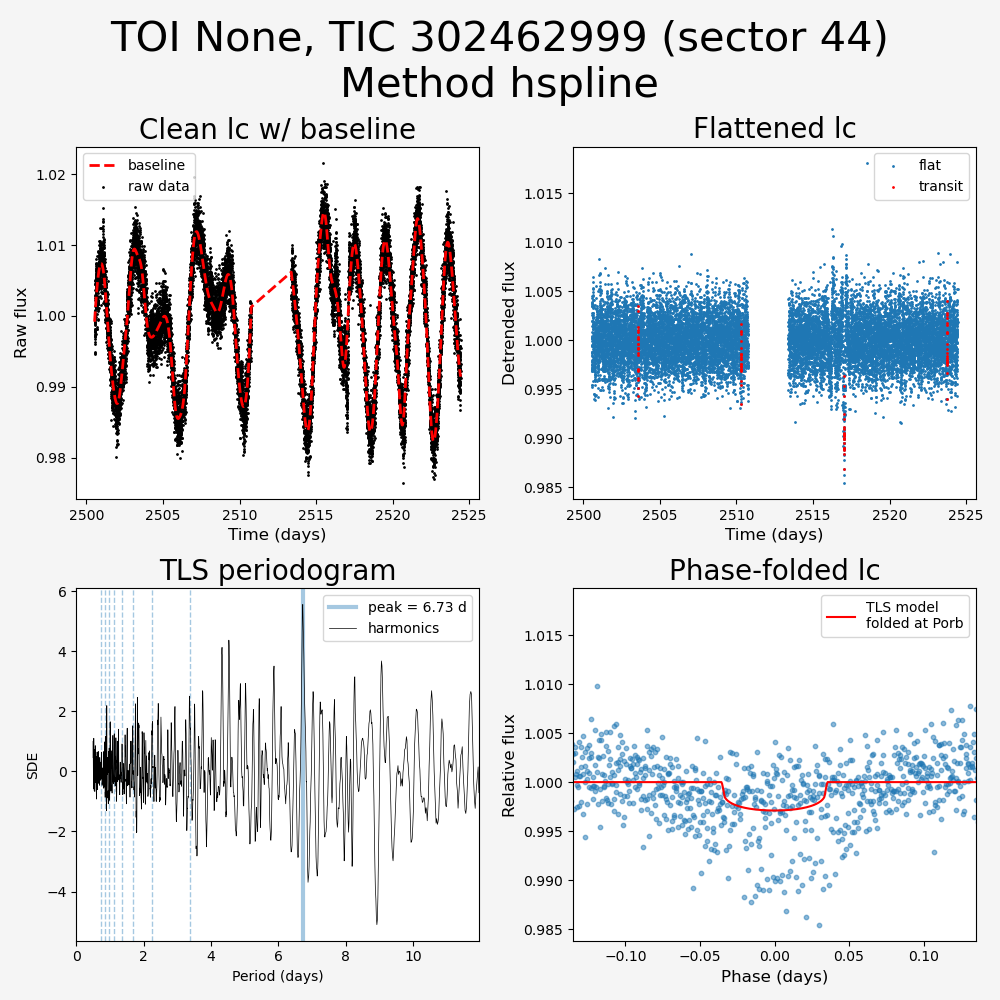 TOI None, TIC 302462999 (sector 44)
Method hspline
Clean lc w/ baseline
baseline
raw data
1.02
1.01
1.00
0.99
0.98
Raw flux
2500
2505
2510
2515
2520
2525
Time (days)
Flattened lc
flat
transit
1.015
1.010
1.005
1.000
0.995
0.990
0.985
Detrended flux
2500
2505
2510
2515
2520
2525
Time (days)
TLS periodogram
peak = 6.73 d
harmonics
6
4
2
0
−2
−4
SDE
0
2
4
6
8
10
Period (days)
Phase-folded lc
TLS model
folded at Porb
1.015
1.010
1.005
1.000
0.995
0.990
0.985
Relative flux
−0.10
−0.05
0.00
0.05
0.10
Phase (days)